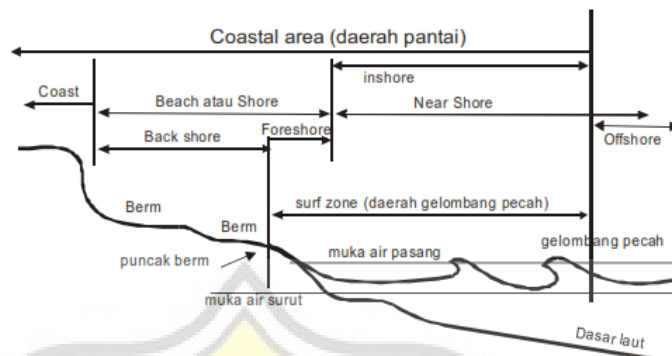 Coastal area (daerah pantai)
inshore
Coast
Beach atau Shore
Near Shore
Foreshore
Back shore
Offshore
surf zone (daerah gelombang pecah)
Berm
Berm
muka air pasang
gelombang pecah
puncak berm
muka air surut
Dasar laut